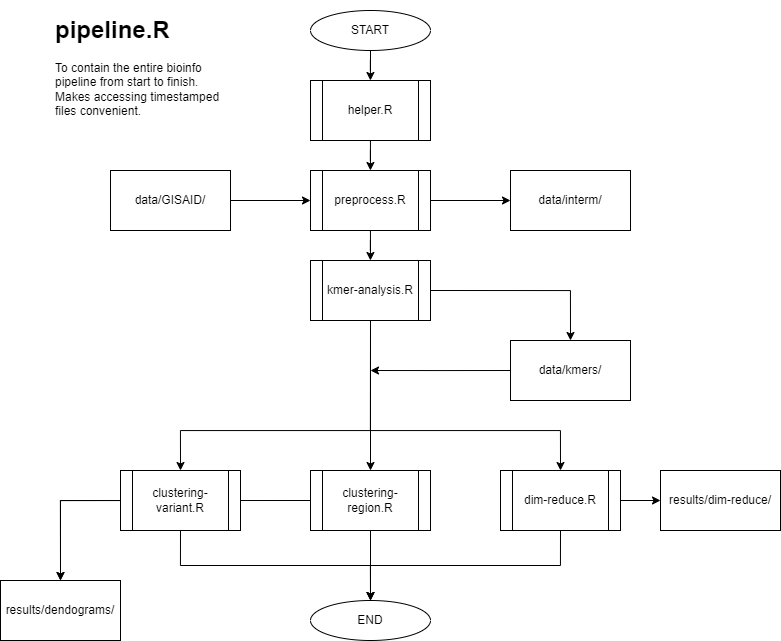 pipeline.R
START
To contain the entire bioinfo
pipeline from start to finish.
Makes accessing timestamped
files convenient.
helper.R
data/GISAID/
preprocess.R
data/interm/
kmer-analysis.R
data/kmers/
clustering-
variant.R
clustering-
region.R
dim-reduce.R
results/dim-reduce/
results/dendograms/
END